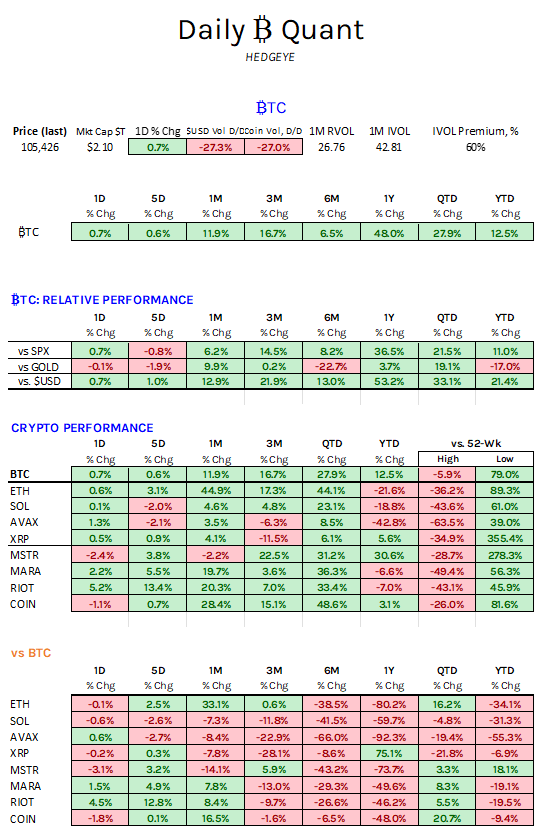 Daily ₿ Quant
HEDGEYE
₿TC
Price (last) Mkt Cap $T 1D % Chg $USD Vol D/D Coin Vol, D/D 1M RVOL 1M IVOL IVOL Premium, %
105,426 $2.10 0.7% -27.3% -27.0% 26.76 42.81 60%
1D 5D 1M 3M 6M 1Y QTD YTD
% Chg % Chg % Chg % Chg % Chg % Chg % Chg % Chg
₿TC 0.7% 0.6% 11.9% 16.7% 6.5% 48.0% 27.9% 12.5%
₿TC: RELATIVE PERFORMANCE
1D 5D 1M 3M 6M 1Y QTD YTD
% Chg % Chg % Chg % Chg % Chg % Chg % Chg % Chg
vs SPX 0.7% -0.8% 6.2% 14.5% 8.2% 36.5% 21.5% 11.0%
vs GOLD -0.1% -1.9% 9.9% 0.2% -22.7% 3.7% 19.1% -17.0%
vs. $USD 0.7% 1.0% 12.9% 21.9% 13.0% 53.2% 33.1% 21.4%
CRYPTO PERFORMANCE
1D 5D 1M 3M QTD YTD vs. 52-Wk
% Chg % Chg % Chg % Chg % Chg % Chg High Low
BTC 0.7% 0.6% 11.9% 16.7% 27.9% 12.5% -5.9% 79.0%
ETH 0.6% 3.1% 44.9% 17.3% 44.1% -21.6% -36.2% 89.3%
SOL 0.1% -2.0% 4.6% 4.8% 23.1% -18.8% -43.6% 61.0%
AVAX 1.3% -2.1% 3.5% -6.3% 8.5% -42.8% -63.5% 39.0%
XRP 0.5% 0.9% 4.1% -11.5% 6.1% 5.6% -34.9% 355.4%
MSTR -2.4% 3.8% -2.2% 22.5% 31.2% 30.6% -28.7% 278.3%
MARA 2.2% 5.5% 19.7% 3.6% 36.3% -6.6% -49.4% 56.3%
RIOT 5.2% 13.4% 20.3% 7.0% 33.4% -7.0% -43.1% 45.9%
COIN -1.1% 0.7% 28.4% 15.1% 48.6% 3.1% -26.0% 81.6%
vs BTC
1D 5D 1M 3M 6M 1Y QTD YTD
% Chg % Chg % Chg % Chg % Chg % Chg % Chg % Chg
ETH -0.1% 2.5% 33.1% 0.6% -38.5% -80.2% 16.2% -34.1%
SOL -0.6% -2.6% -7.3% -11.8% -41.5% -59.7% -4.8% -31.3%
AVAX 0.6% -2.7% -8.4% -22.9% -66.0% -92.3% -19.4% -55.3%
XRP -0.2% 0.3% -7.8% -28.1% -8.6% 75.1% -21.8% -6.9%
MSTR -3.1% 3.2% -14.1% 5.9% -43.2% -73.7% 3.3% 18.1%
MARA 1.5% 4.9% 7.8% -13.0% -29.3% -49.6% 8.3% -19.1%
RIOT 4.5% 12.8% 8.4% -9.7% -26.6% -46.2% 5.5% -19.5%
COIN -1.8% 0.1% 16.5% -1.6% -6.5% -48.0% 20.7% -9.4%